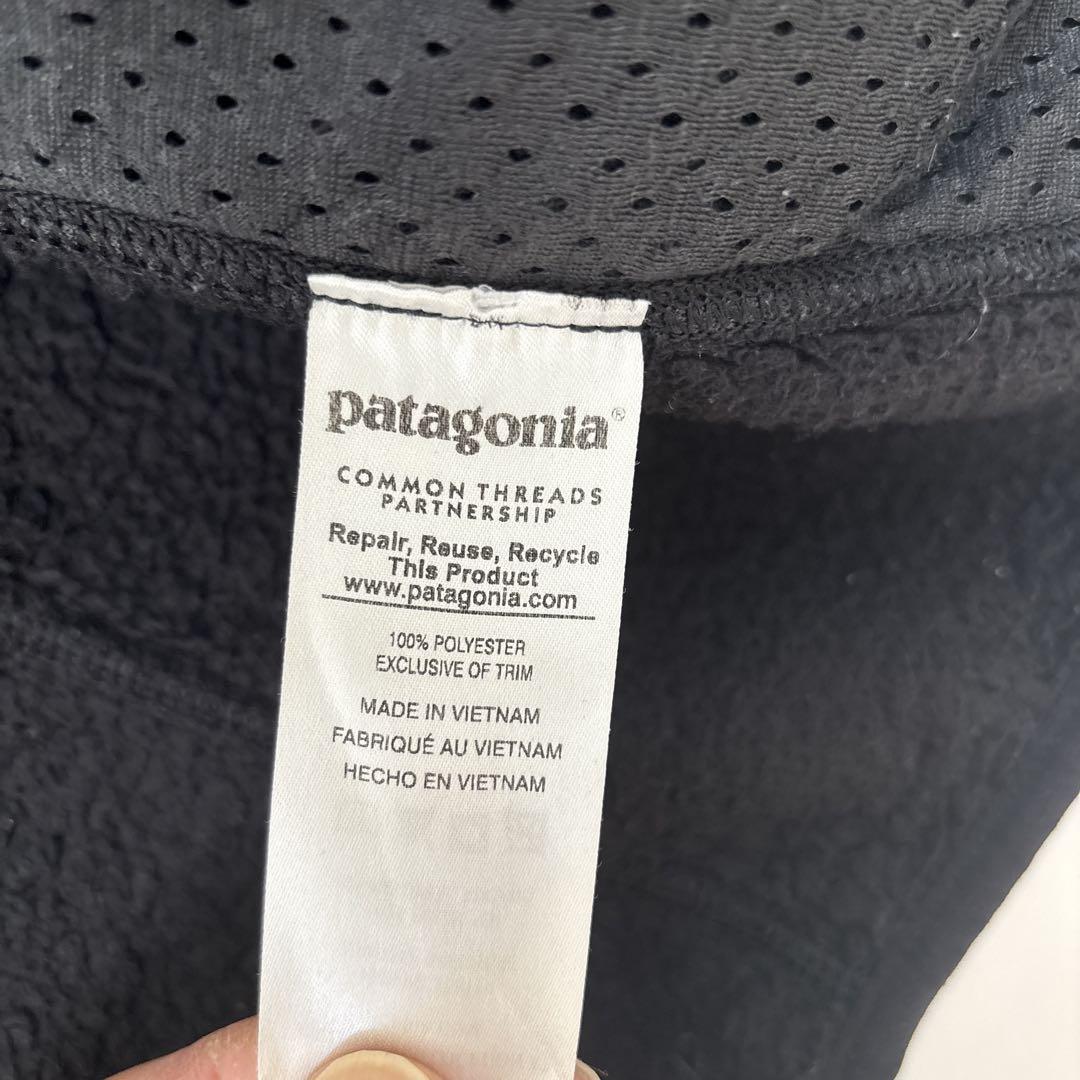 patagonia®
COMMON THREADS
PARTNERSHIP
Repair, Reuse, Recycle
This Product
www.patagonia.com
100% POLYESTER
EXCLUSIVE OF TRIM
MADE IN VIETNAM
FABRIQUÉ AU VIETNAM
HECHO EN VIETNAM